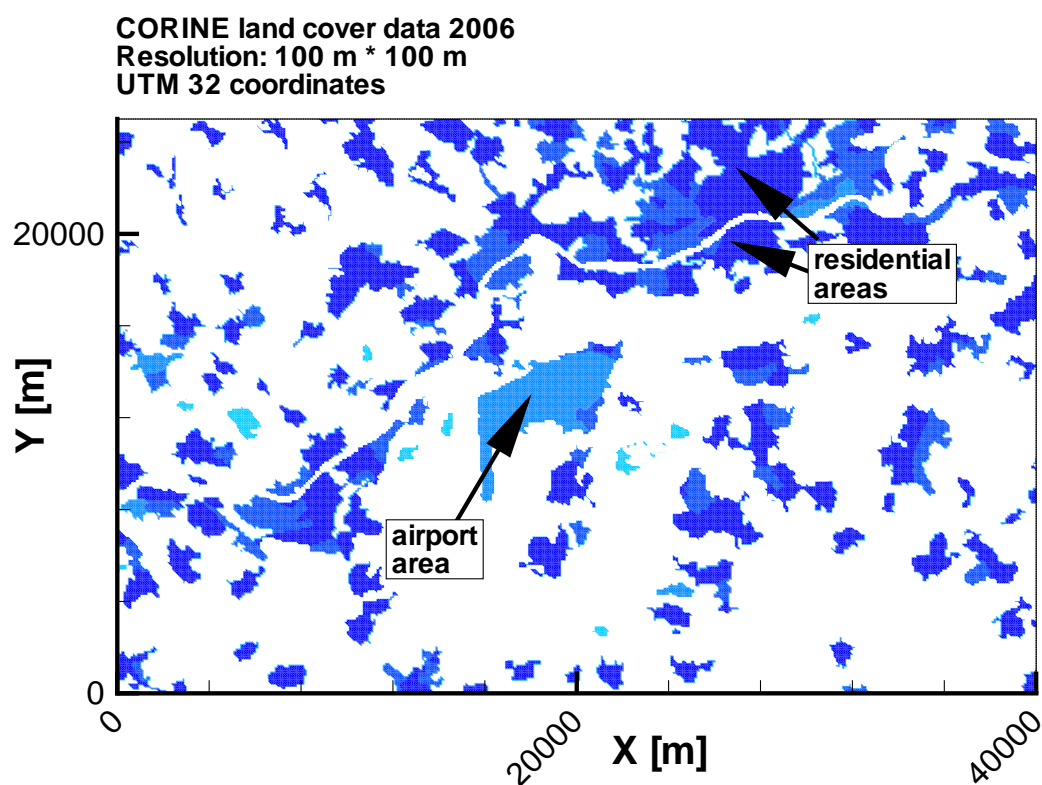 CORINE land cover data 2006
Resolution: 100 m * 100 m
UTM 32 coordinates
20000
residential
areas
Y [m]
airport
area
0
0
20000
X [m]
40000